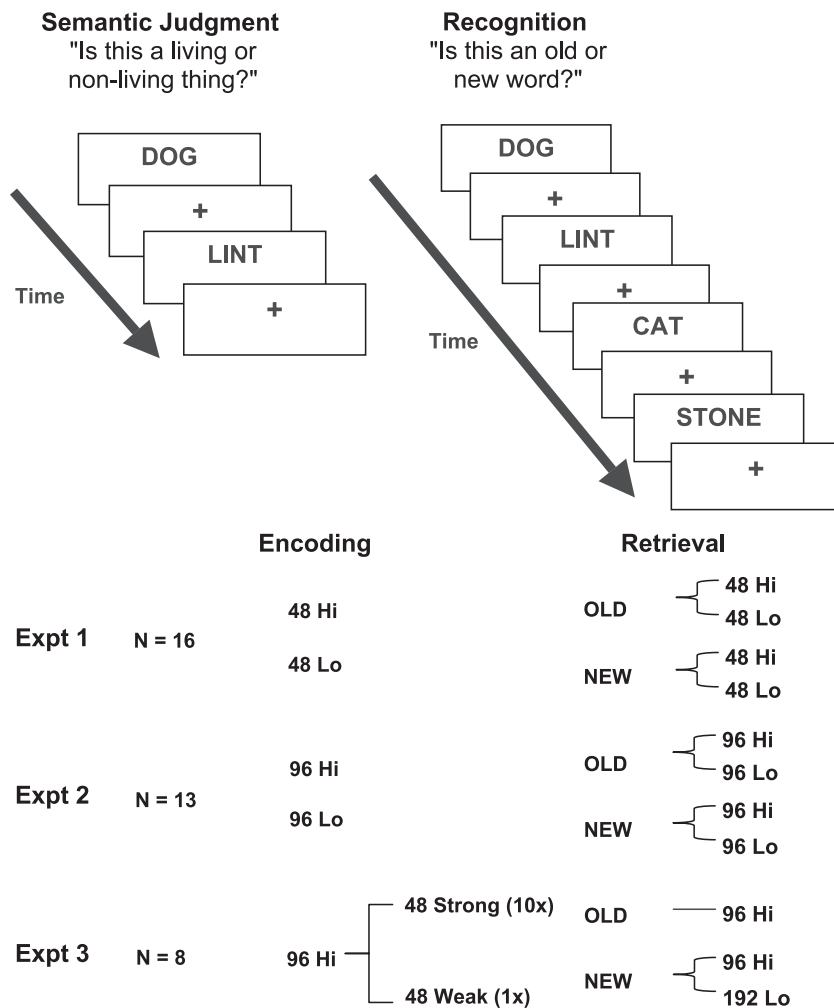 Semantic Judgment
"Is this a living or
non-living thing?"
DOG
+
LINT
+
Time
Recognition
"Is this an old or
new word?"
DOG
+
LINT
+
CAT
+
STONE
+
Time
Encoding
Retrieval
Expt 1
N = 16
48 Hi
48 Lo
OLD
48 Hi
48 Lo
NEW
48 Hi
48 Lo
Expt 2
N = 13
96 Hi
96 Lo
OLD
96 Hi
96 Lo
NEW
96 Hi
96 Lo
Expt 3
N = 8
96 Hi
48 Strong (10x)
48 Weak (1x)
OLD
96 Hi
NEW
96 Hi
192 Lo